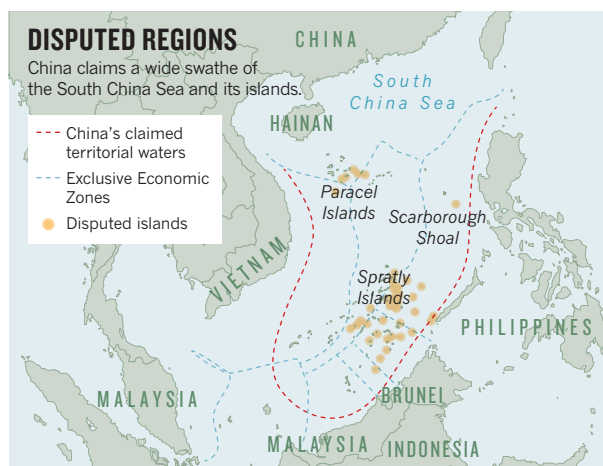 DISPUTED REGIONS
China claims a wide swathe of
the South China Sea and its islands.
China's claimed
territorial waters
Exclusive Economic
Zones
Disputed islands
CHINA
South
China Sea
HAINAN
Paracel
Islands
Scarborough
Shoal
VIETNAM
Spratly
Islands
PHILIPPINES
MALAYSIA
BRUNEI
MALAYSIA
INDONESIA